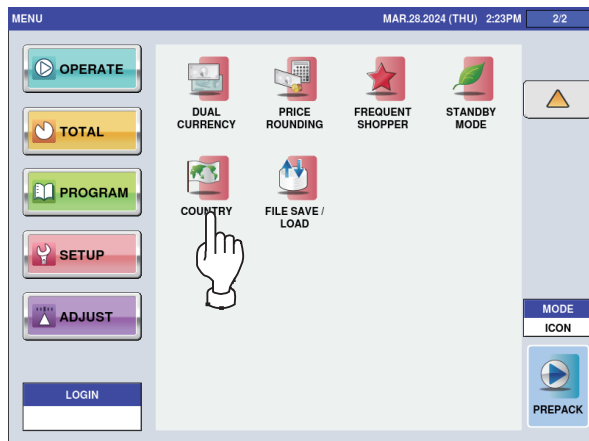 MENU
MAR.28.2024 (THU) 2:23PM
2/2
OPERATE
TOTAL
PROGRAM
SETUP
ADJUST
LOGIN
DUAL
CURRENCY
PRICE
ROUNDING
FREQUENT
SHOPPER
STANDBY
MODE
COUNTRY
FILE SAVE /
LOAD
MODE
ICON
PREPACK